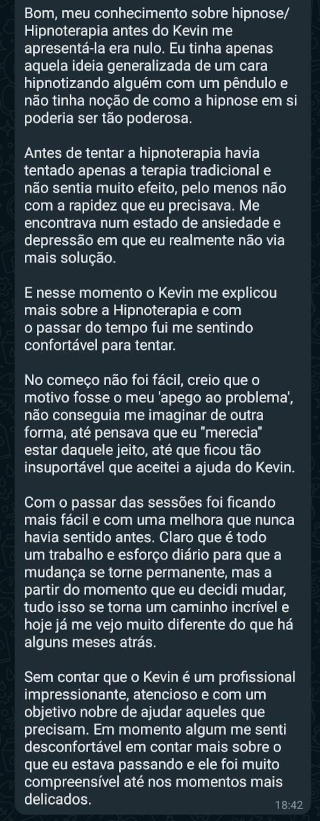 Bom, meu conhecimento sobre hipnose/
Hipnoterapia antes do Kevin me
apresentá-la era nulo. Eu tinha apenas
aquela ideia generalizada de um cara
hipnotizando alguém com um pêndulo e
não tinha noção de como a hipnose em si
poderia ser tão poderosa.
Antes de tentar a hipnoterapia havia
tentado apenas a terapia tradicional e
não sentia muito efeito, pelo menos não
com a rapidez que eu precisava. Me
encontrava num estado de ansiedade e
depressão em que eu realmente não via
mais solução.
E nesse momento o Kevin me explicou
mais sobre a Hipnoterapia e com
o passar do tempo fui me sentindo
confortável para tentar.
No começo não foi fácil, creio que o
motivo fosse o meu 'apego ao problema',
não conseguia me imaginar de outra
forma, até pensava que eu "merecia"
estar daquele jeito, até que ficou tão
insuportável que aceitei a ajuda do Kevin.
Com o passar das sessões foi ficando
mais fácil e com uma melhora que nunca
havia sentido antes. Claro que é todo
um trabalho e esforço diário para que a
mudança se torne permanente, mas a
partir do momento que eu decidi mudar,
tudo isso se torna um caminho incrível e
hoje já me vejo muito diferente do que há
alguns meses atrás.
Sem contar que o Kevin é um profissional
impressionante, atencioso e com um
objetivo nobre de ajudar aqueles que
precisam. Em momento algum me senti
desconfortável em contar mais sobre o
que eu estava passando e ele foi muito
compreensível até nos momentos mais
delicados.
18:42